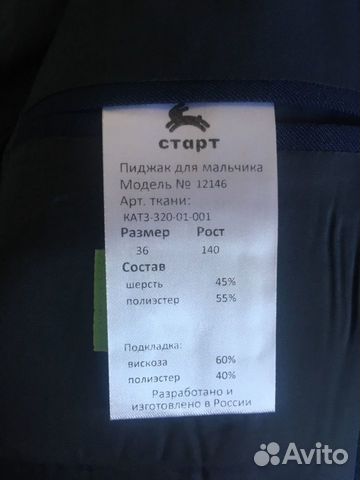 старт
Пиджак для мальчика
Модель № 12146
Арт. ткани:
КАТ3-320-01-001
Размер Рост
36 140
Состав
шерсть 45%
полиэстер 55%
Подкладка:
вискоза 60%
полиэстер 40%
Разработано и
изготовлено в России
Avito